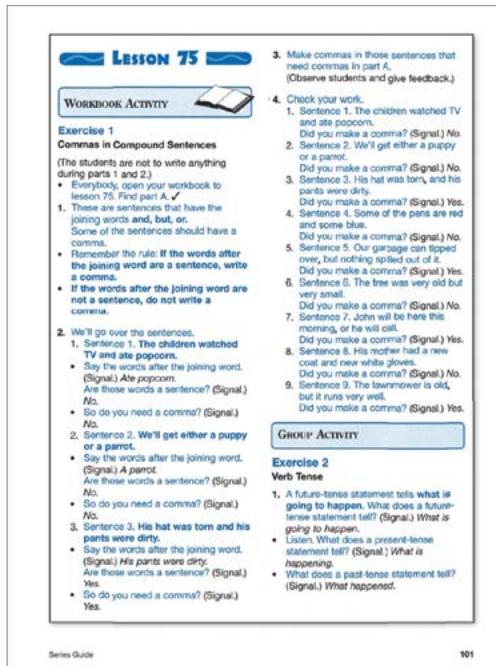 LESSON 75
WORKBOOK ACTIVITY
Exercise 1
Commas in Compound Sentences
(The students are not to write anything
during parts 1 and 2.)
• Everybody, open your workbook to
lesson 75. Find part A. ✓
1. These are sentences that have the
joining words and, but, or.
Some of the sentences should have a
comma.
• Remember the rule: If the words after
the joining word are a sentence, write
a comma.
• If the words after the joining word are
not a sentence, do not write a
comma.
2. We'll go over the sentences.
1. Sentence 1. The children watched
TV and ate popcorn.
• Say the words after the joining word.
(Signal.) Ate popcorn.
Are those words a sentence? (Signal.)
No.
• So do you need a comma? (Signal.)
No.
2. Sentence 2. We'll get either a puppy
or a parrot.
• Say the words after the joining word.
(Signal.) A parrot.
Are those words a sentence? (Signal.)
No.
• So do you need a comma? (Signal.)
No.
3. Sentence 3. His hat was torn and his
pants were dirty.
• Say the words after the joining word.
(Signal.) His pants were dirty.
Are those words a sentence? (Signal.)
Yes.
• So do you need a comma? (Signal.)
Yes.
3. Make commas in those sentences that
need commas in part A.
(Observe students and give feedback.)
4. Check your work.
1. Sentence 1. The children watched TV
and ate popcorn.
Did you make a comma? (Signal.) No.
2. Sentence 2. We'll get either a puppy
or a parrot.
Did you make a comma? (Signal.) No.
3. Sentence 3. His hat was torn, and his
pants were dirty.
Did you make a comma? (Signal.) Yes.
4. Sentence 4. Some of the pens are red
and some blue.
Did you make a comma? (Signal.) No.
5. Sentence 5. Our garbage can tipped
over, but nothing spilled out of it.
Did you make a comma? (Signal.) Yes.
6. Sentence 6. The tree was very old but
very small.
Did you make a comma? (Signal.) No.
7. Sentence 7. John will be here this
morning, or he will call.
Did you make a comma? (Signal.) Yes.
8. Sentence 8. His mother had a new
coat and new white gloves.
Did you make a comma? (Signal.) No.
9. Sentence 9. The lawnmower is old,
but it runs very well.
Did you make a comma? (Signal.) Yes.
GROUP ACTIVITY
Exercise 2
Verb Tense
1. A future-tense statement tells what is
going to happen. What does a future-
tense statement tell? (Signal.) What is
going to happen.
• Listen. What does a present-tense
statement tell? (Signal.) What is
happening.
• What does a past-tense statement tell?
(Signal.) What happened.
Series Guide
101